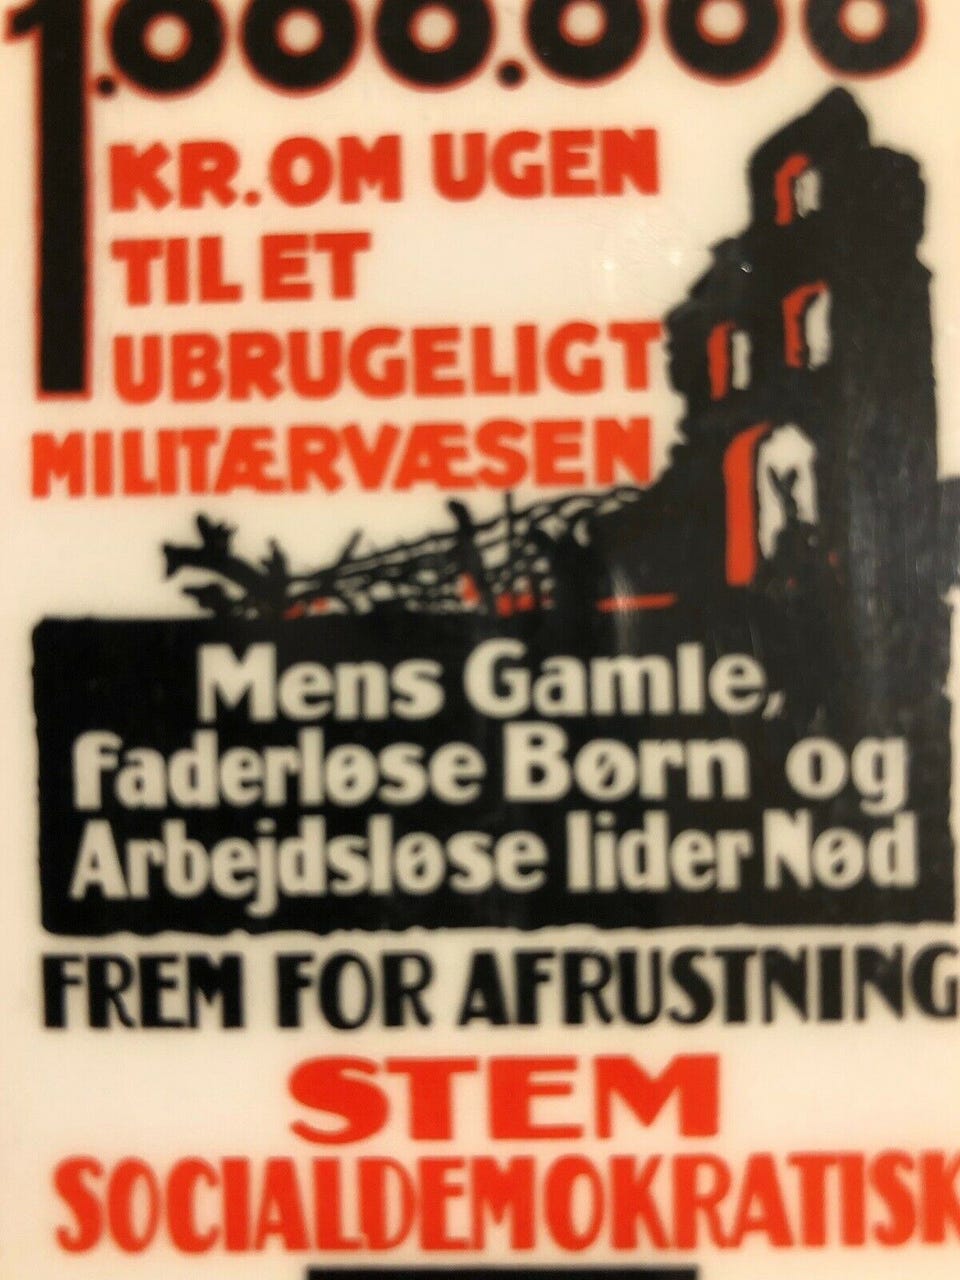 1.000.000
KR. OM UGEN
TIL ET
UBRUGELIGT
MILITÆRVÆSEN
Mens Gamle,
faderløse Børn og
Arbejdsløse lider Nød
FREM FOR AFRUSTNING
STEM
SOCIALDEMOKRATISK